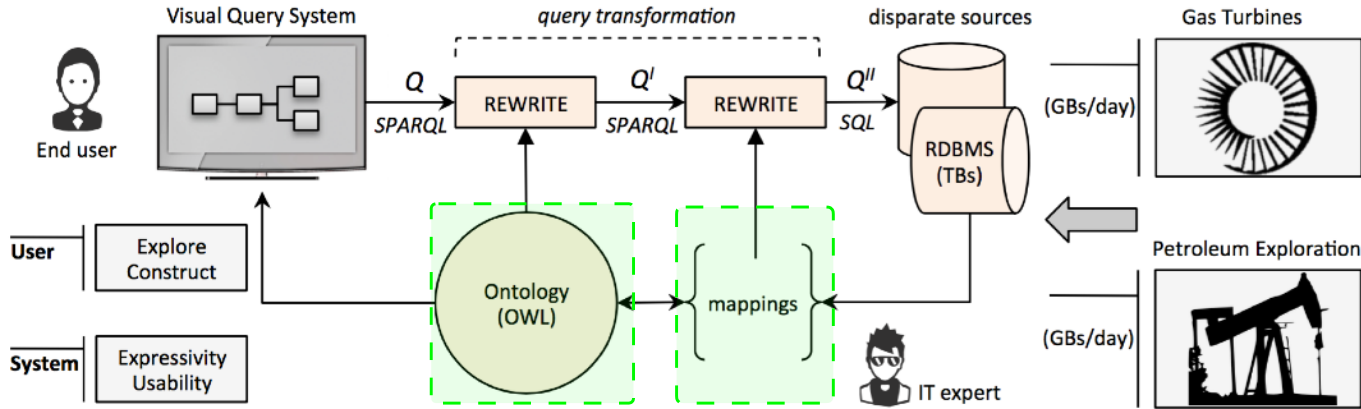 Visual Query System
query transformation
disparate sources
Gas Turbines
Q
SPARQL
REWRITE
Q^I
SPARQL
REWRITE
Q^II
SQL
(GBs/day)
RDBMS
(TBs)
End user
User
Explore
Construct
Ontology
(OWL)
mappings
Petroleum Exploration
(GBs/day)
System
Expressivity
Usability
IT expert